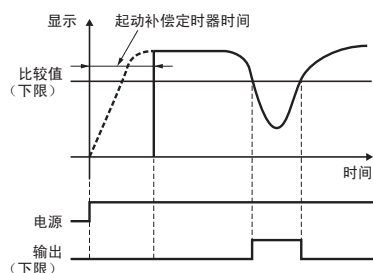 显示
起动补偿定时器时间
比较值
（下限）
时间
电源
输出
（下限）